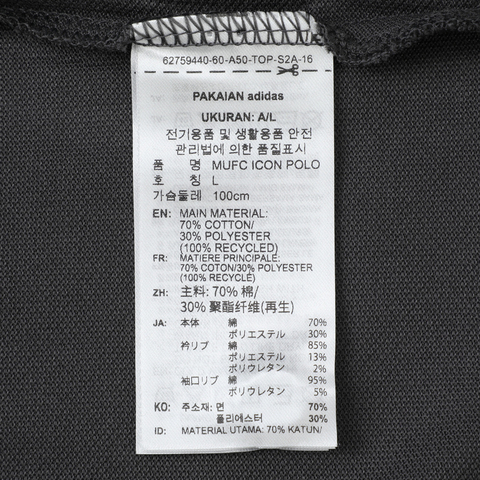 62759440-60-A50-TOP-S2A-16
PAKAIAN adidas
UKURAN: A/L
전기용품 및 생활용품 안전
관리법에 의한 품질표시
품 명 MUFC ICON POLO
호 칭 L
가슴둘레 100cm
EN: MAIN MATERIAL:
70% COTTON/
30% POLYESTER
(100% RECYCLED)
FR: MATIERE PRINCIPALE:
70% COTON/30% POLYESTER
(100% RECYCLÉ)
ZH: 主料: 70% 棉/
30% 聚酯纤维(再生)
JA: 本体 綿 70%
ポリエステル 30%
衿リブ 綿 85%
ポリエステル 13%
ポリウレタン 2%
袖口リブ 綿 95%
ポリウレタン 5%
KO: 주소재: 면 70%
폴리에스터 30%
ID: MATERIAL UTAMA: 70% KATUN/